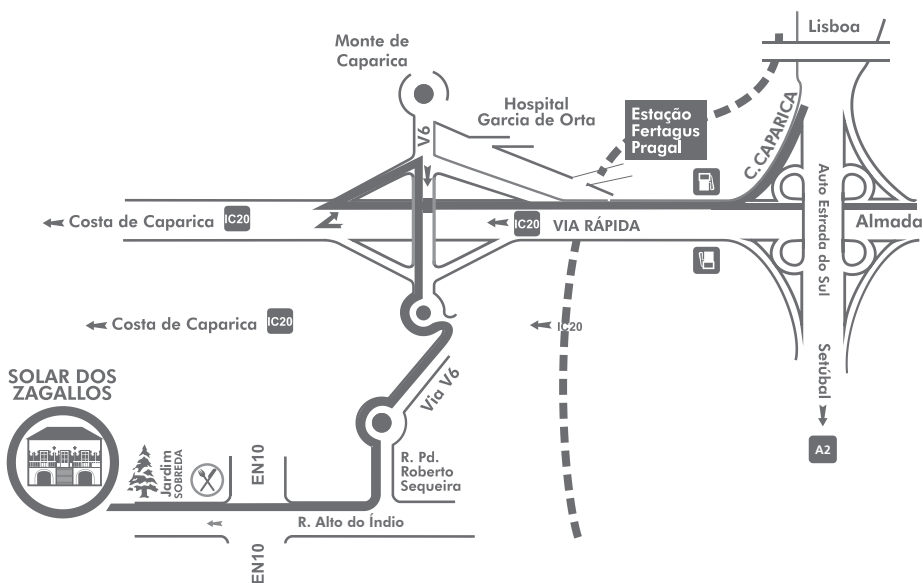 Lisboa
Monte de
Caparica
V6
Hospital
Garcia de Orta
Estação
Fertagus
Pragal
C.CAPARICA
Auto Estrada do Sul
Costa de Caparica IC20
IC20 VIA RÁPIDA
Almada
Costa de Caparica IC20
IC20
Setúbal
A2
Via V6
SOLAR DOS
ZAGALLOS
Jardim
SOBREDA
EN10
R. Pd.
Roberto
Sequeira
R. Alto do Índio
EN10